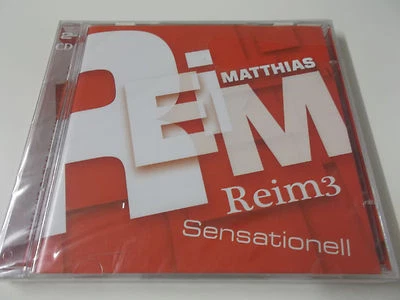 2
CD
MATTHIAS
REiM
Reim3
Sensationell